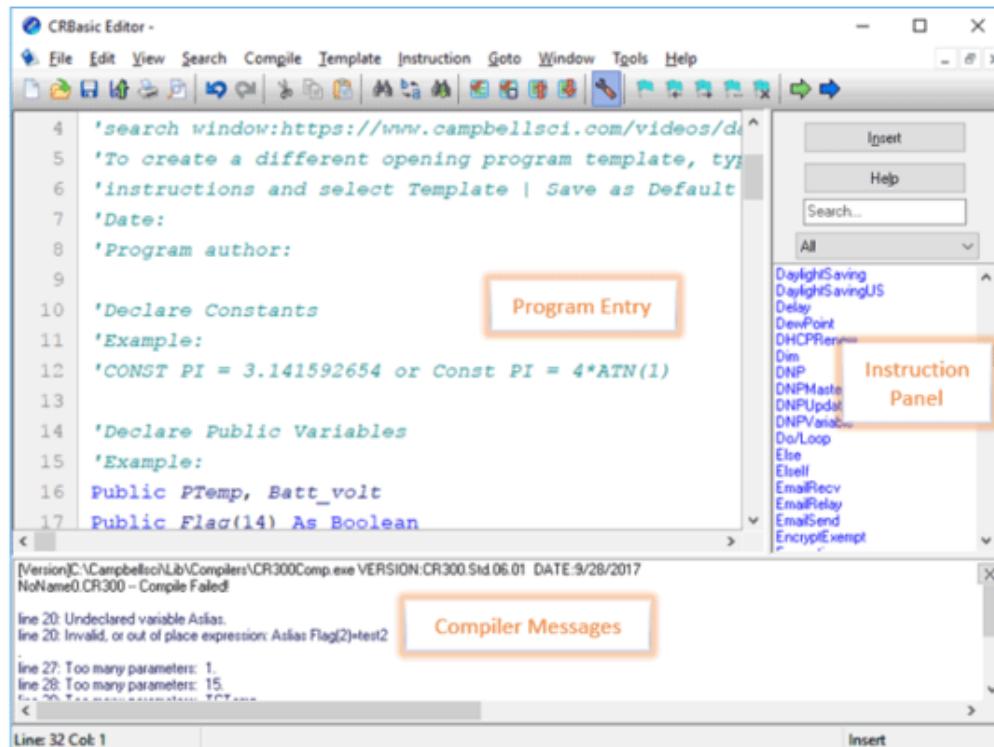 CRBasic Editor -
File Edit View Search Compile Template Instruction Goto Window Tools Help
4 'search window:https://www.campbellsci.com/videos/da
5 'To create a different opening program template, typ
6 'instructions and select Template | Save as Default
7 'Date:
8 'Program author:
9
10 'Declare Constants
11 'Example:
12 'CONST PI = 3.141592654 or Const PI = 4*ATN(1)
13
14 'Declare Public Variables
15 'Example:
16 Public PTemp, Batt_volt
17 Public Flag(14) As Boolean
Program Entry
Insert
Help
Search...
All
DaylightSaving
DaylightSavingUS
Delay
DewPoint
DHCPRenew
Dim
DNP
DNPMaste
DNPUpdat
DNPVariable
Do/Loop
Else
ElseIf
EmailRecv
EmailRelay
EmailSend
EncryptExempt
Instruction
Panel
[Version]C:\Campbellsci\Lib\Compilers\CR300Comp.exe VERSION:CR300.Std.06.01 DATE:9/28/2017
NoName0.CR300 -- Compile Failed!
line 20: Undeclared variable Aslias.
line 20: Invalid, or out of place expression: Aslias Flag(2)=test2
.
line 27: Too many parameters: 1.
line 28: Too many parameters: 15.
Compiler Messages
Line: 32 Col: 1
Insert